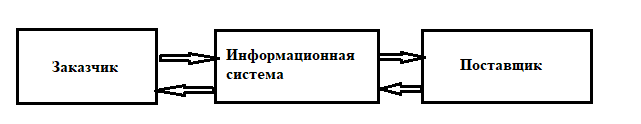 Заказчик
Информационная
система
Поставщик